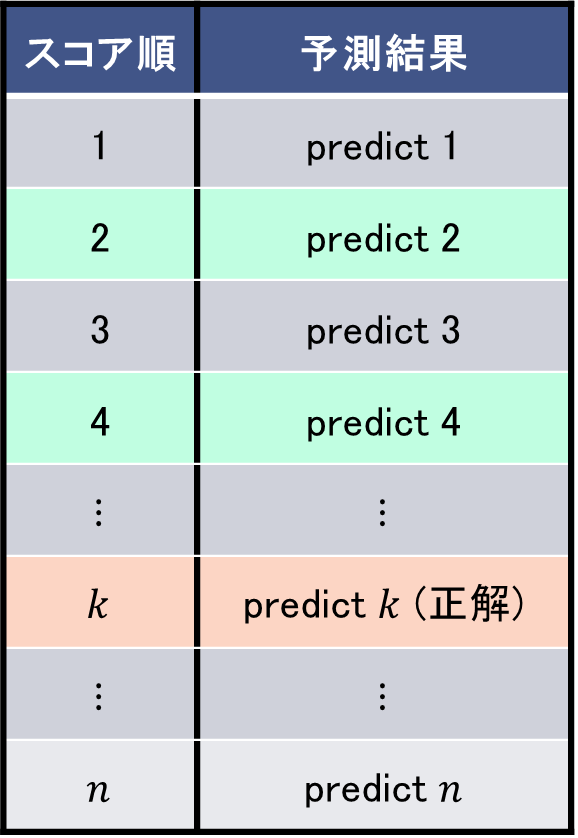 スコア順 予測結果
1 predict 1
2 predict 2
3 predict 3
4 predict 4
⋮ ⋮
k predict k (正解)
⋮ ⋮
n predict n